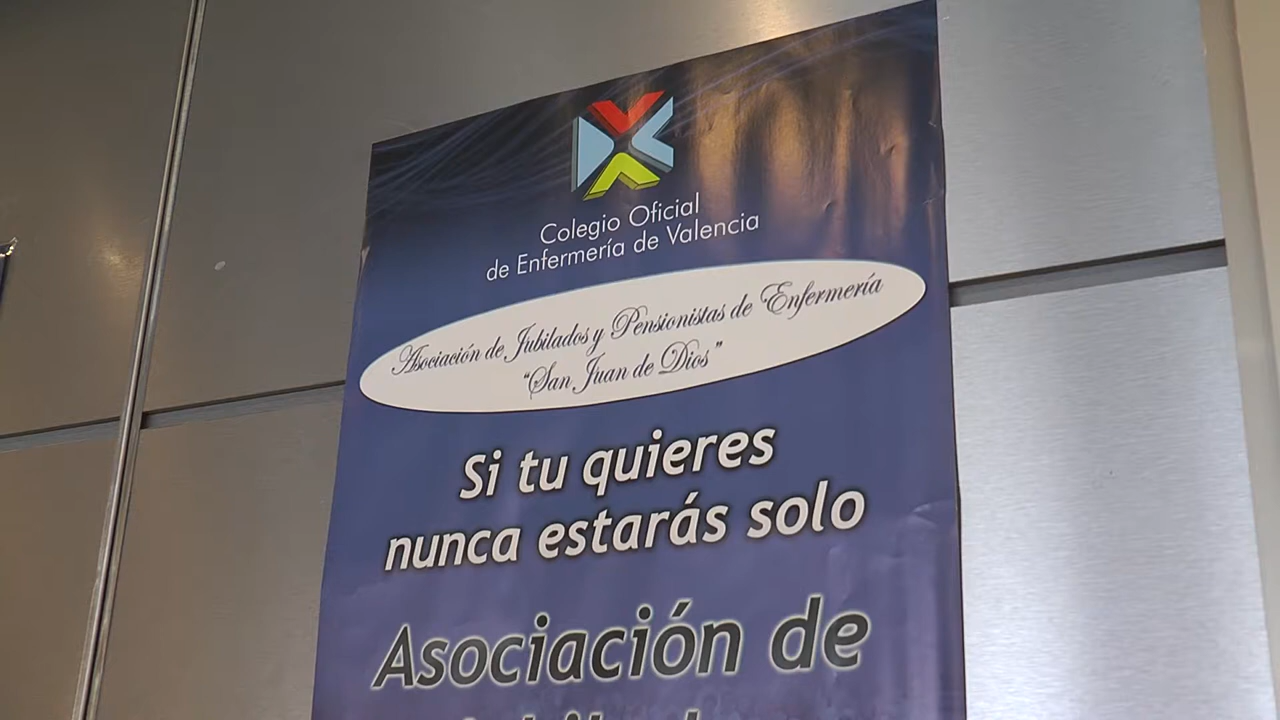 Colegio Oficial
de Enfermería de Valencia
Asociación de Jubilados y Pensionistas de Enfermería
“San Juan de Dios”
Si tu quieres
nunca estarás solo
Asociación de